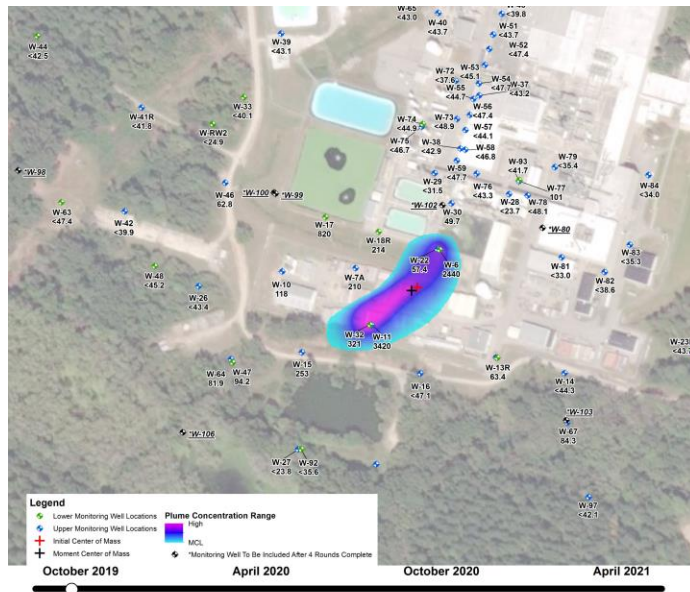 W-65
<43.0
W-40
<43.7
<39.8
W-51
<43.7
W-44
<42.5
W-39
<43.1
W-52
<47.4
W-53
<45.1
W-72
<37.6
W-54
<47.7
W-37
<43.2
W-55
<44.7
W-33
<40.1
W-41R
<41.8
W-56
<47.4
W-74
<44.9
W-73
<48.9
W-57
<44.1
W-RW2
<24.9
W-75
<46.7
W-38
<42.9
W-58
<46.8
W-59
<47.7
W-93
<41.7
W-79
<35.4
*W-98
W-29
<31.5
W-76
<43.3
W-77
101
W-84
<34.0
W-46
62.8
*W-100
*W-99
W-28
<23.7
W-78
<48.1
W-63
<47.4
W-42
<39.9
*W-102
W-30
49.7
W-17
820
*W-80
W-18R
214
W-83
<35.3
W-48
<45.2
W-10
118
W-7A
210
W-22
57.4
W-6
2440
W-81
<33.0
W-82
<38.6
W-26
<43.4
W-32
321
W-11
3420
W-15
253
W-64
81.9
W-47
94.2
W-16
<47.1
W-13R
63.4
W-14
<44.3
*W-103
W-67
84.3
*W-106
W-27
<23.8
W-92
<35.6
W-97
<42.1
Legend
Lower Monitoring Well Locations
Upper Monitoring Well Locations
Initial Center of Mass
Moment Center of Mass
Plume Concentration Range
High
MCL
*Monitoring Well To Be Included After 4 Rounds Complete
October 2019 April 2020 October 2020 April 2021